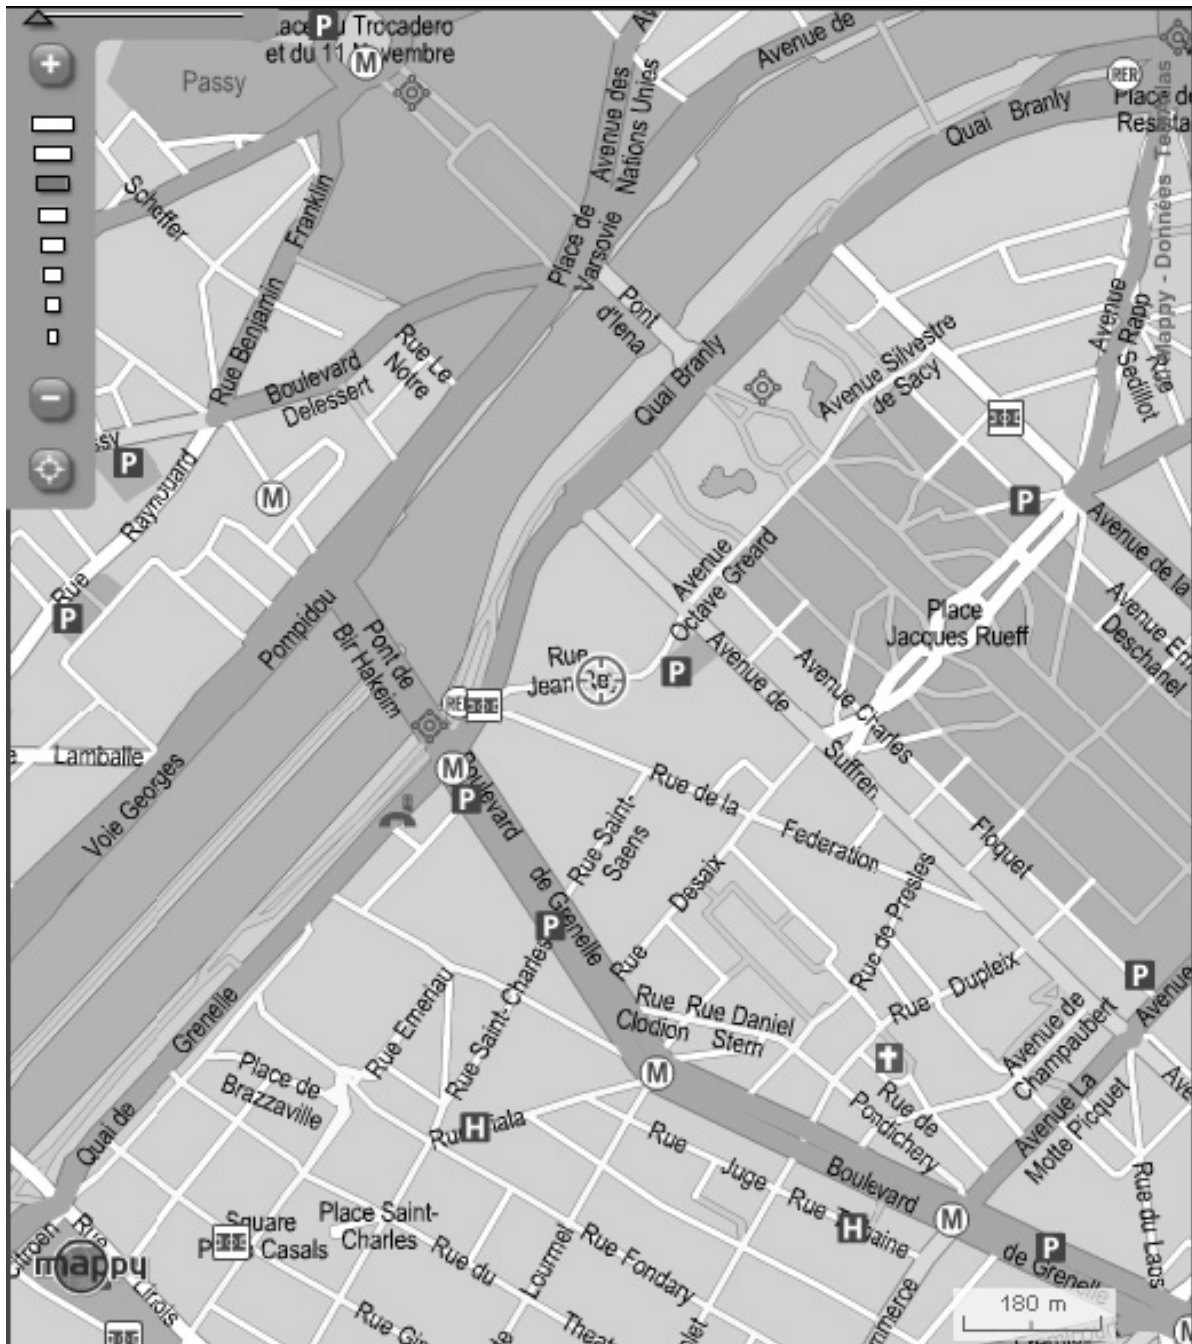 P
Trocadero
et du 11 Novembre
M
Passy
Avenue des
Nations Unies
Avenue de
RER
Quai Branly
Place de
Scheffer
Rue Benjamin Franklin
Place de
Varsovie
Pont
d'Iena
Quai Branly
Rue Le
Notre
Boulevard
Delessert
Avenue Silvestre
de Sacy
Avenue
Rapp
Sedillot
Mappy - Données TeleAtlas
P
M
Rue Raynouard
P
P
Avenue de la
Avenue
Octave Greard
Place
Jacques Rueff
Deschanel
Voie Georges Pompidou
Pont de
Bir Hakeim
Rue
Jean
P
Avenue de
Suffren
Avenue Charles
Floquet
Lamballe
M
P
Boulevard
de Grenelle
Rue de la
Federation
Rue Saint-
Saens
Rue Desaix
Rue de Presles
P
Rue Dupleix
P
Avenue
Quai de Grenelle
Rue Emeriau
Rue Saint-Charles
Rue
Clodion
Rue Daniel
Stern
Avenue de
Champaubert
Place de
Brazzaville
M
Rue de
Pondichery
Avenue La
Motte Picquet
H
Rue
Juge
Boulevard
de Grenelle
Rue du Laos
Square
Casals
Place Saint-
Charles
Rue
H
M
P
Rue du
Lourmel
Rue Fondary
mappy
180 m